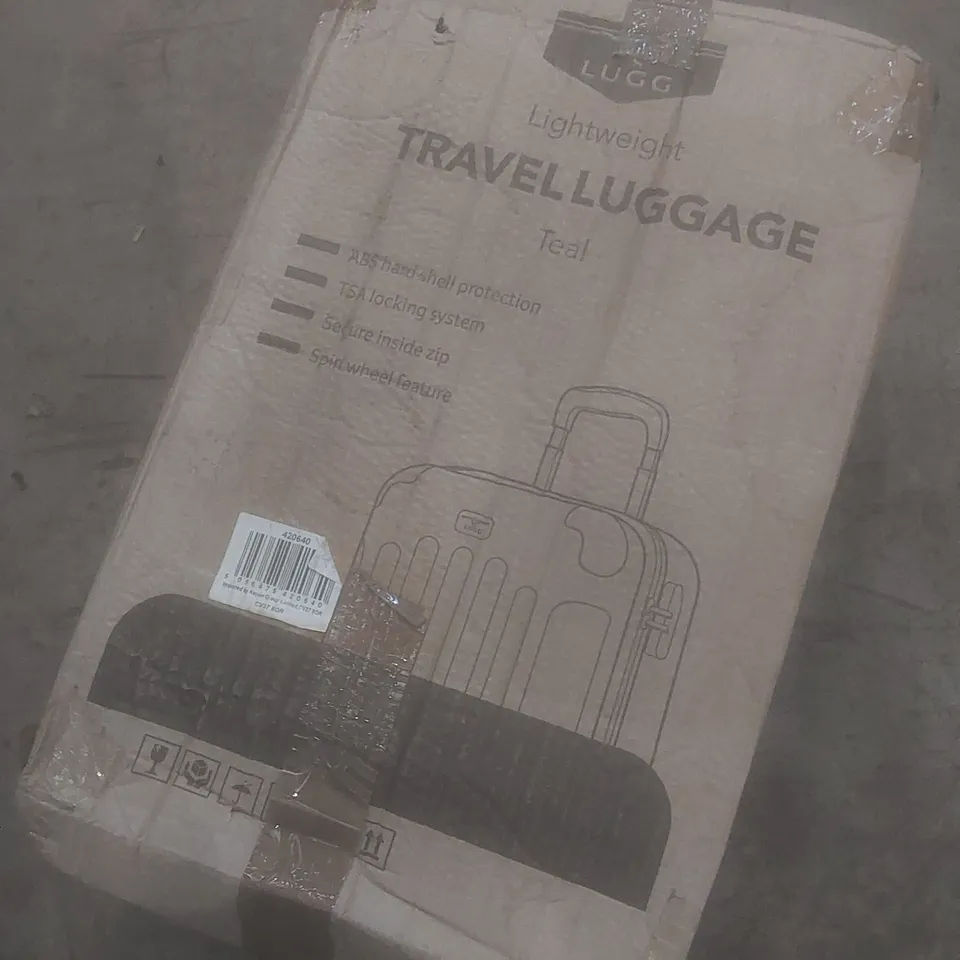 LUGG
Lightweight
TRAVEL LUGGAGE
Teal
ABS hard shell protection
TSA locking system
Secure inside zip
Spin wheel feature
420640
CV37